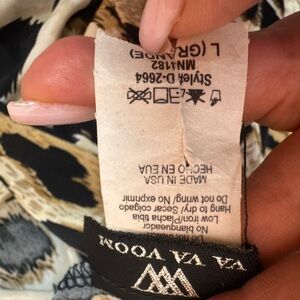 VA VA VOOM
No blanqueador
Low iron/Plancha tibia
Hang to dry/ Secar colgado
Do not wring/ No exprimir
MADE IN USA
HECHO EN EUA
Style# D-2664
MN4182
L (GRANDE)